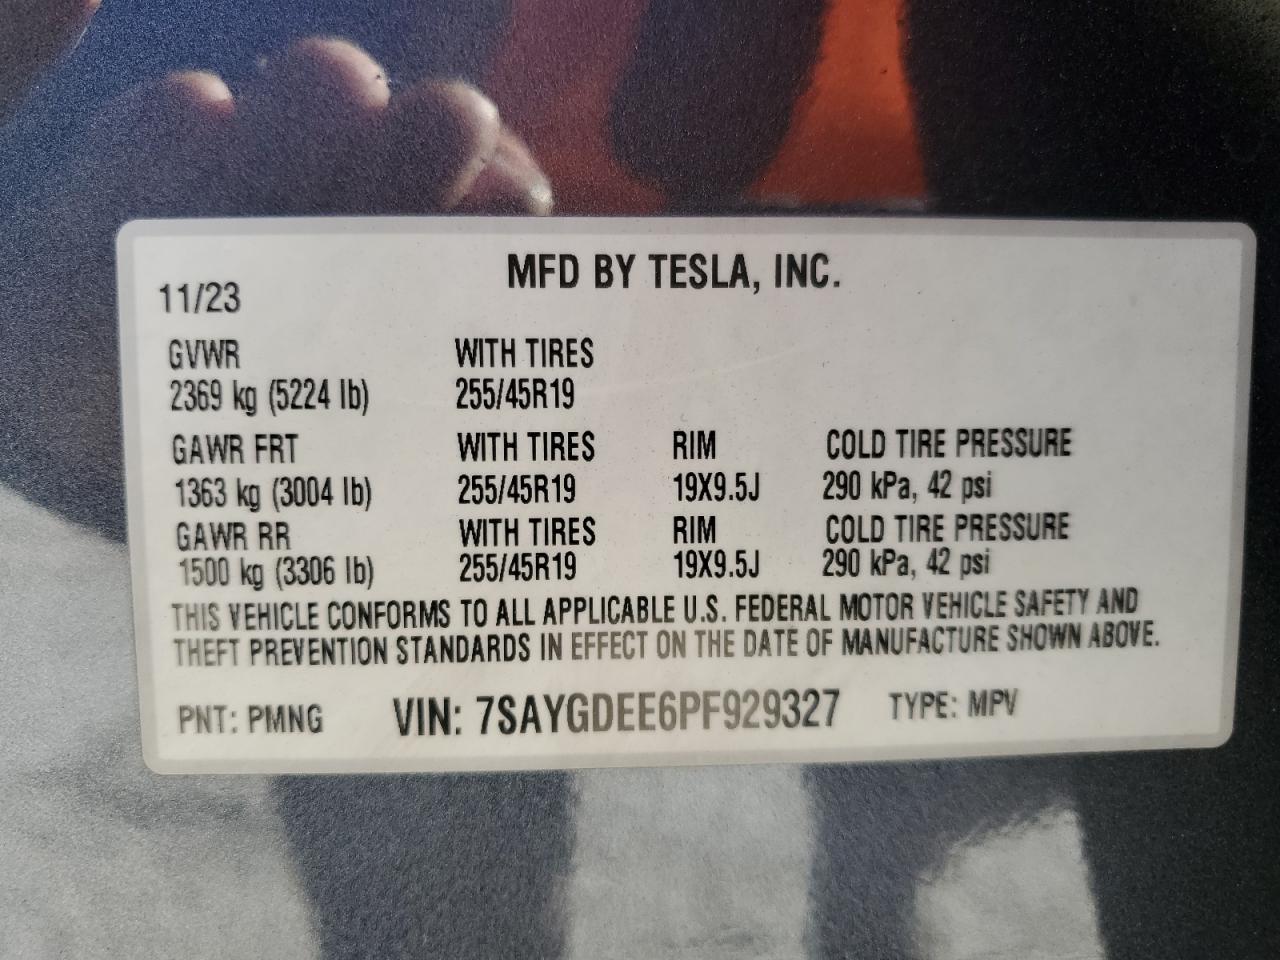 MFD BY TESLA, INC.
11/23
GVWR WITH TIRES
2369 kg (5224 lb) 255/45R19
GAWR FRT WITH TIRES RIM COLD TIRE PRESSURE
1363 kg (3004 lb) 255/45R19 19X9.5J 290 kPa, 42 psi
GAWR RR WITH TIRES RIM COLD TIRE PRESSURE
1500 kg (3306 lb) 255/45R19 19X9.5J 290 kPa, 42 psi
THIS VEHICLE CONFORMS TO ALL APPLICABLE U.S. FEDERAL MOTOR VEHICLE SAFETY AND
THEFT PREVENTION STANDARDS IN EFFECT ON THE DATE OF MANUFACTURE SHOWN ABOVE.
PNT: PMNG VIN: 7SAYGDEE6PF929327 TYPE: MPV